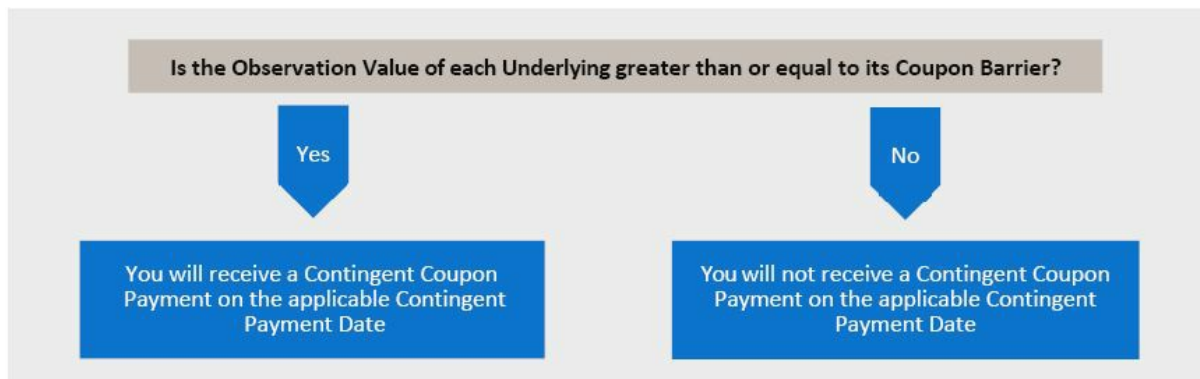 Is the Observation Value of each Underlying greater than or equal to its Coupon Barrier?
Yes
No
You will receive a Contingent Coupon
Payment on the applicable Contingent
Payment Date
You will not receive a Contingent Coupon
Payment on the applicable Contingent
Payment Date